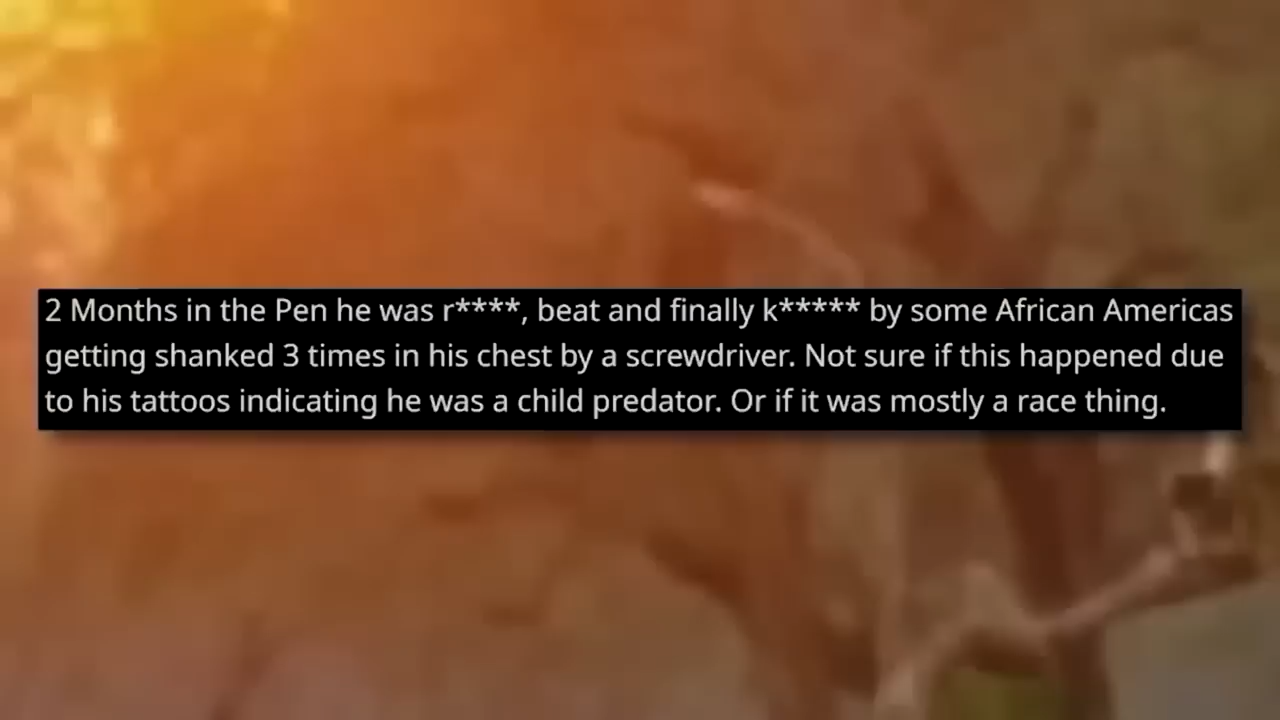 2 Months in the Pen he was r****, beat and finally k***** by some African Americas
getting shanked 3 times in his chest by a screwdriver. Not sure if this happened due
to his tattoos indicating he was a child predator. Or if it was mostly a race thing.